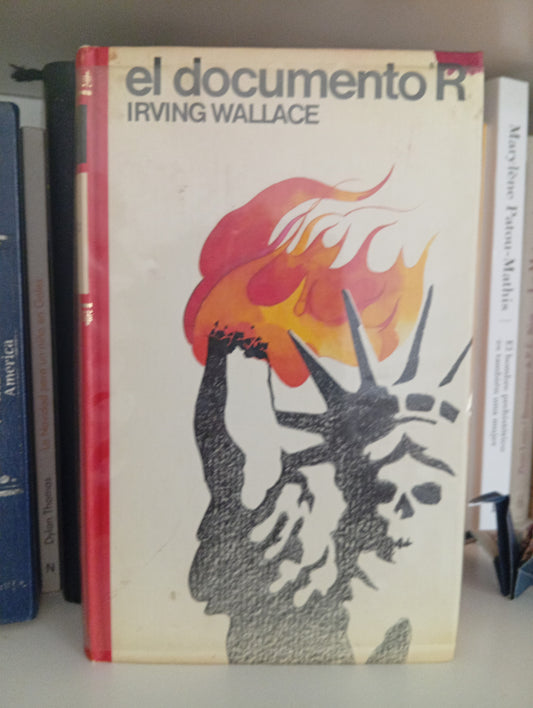 el documento 'R'
IRVING WALLACE
America
Dylan Thomas
La Navidad para un niño en Gales
N
Marylène Patou-Mathis
El hombre prehistórico
es también una mujer